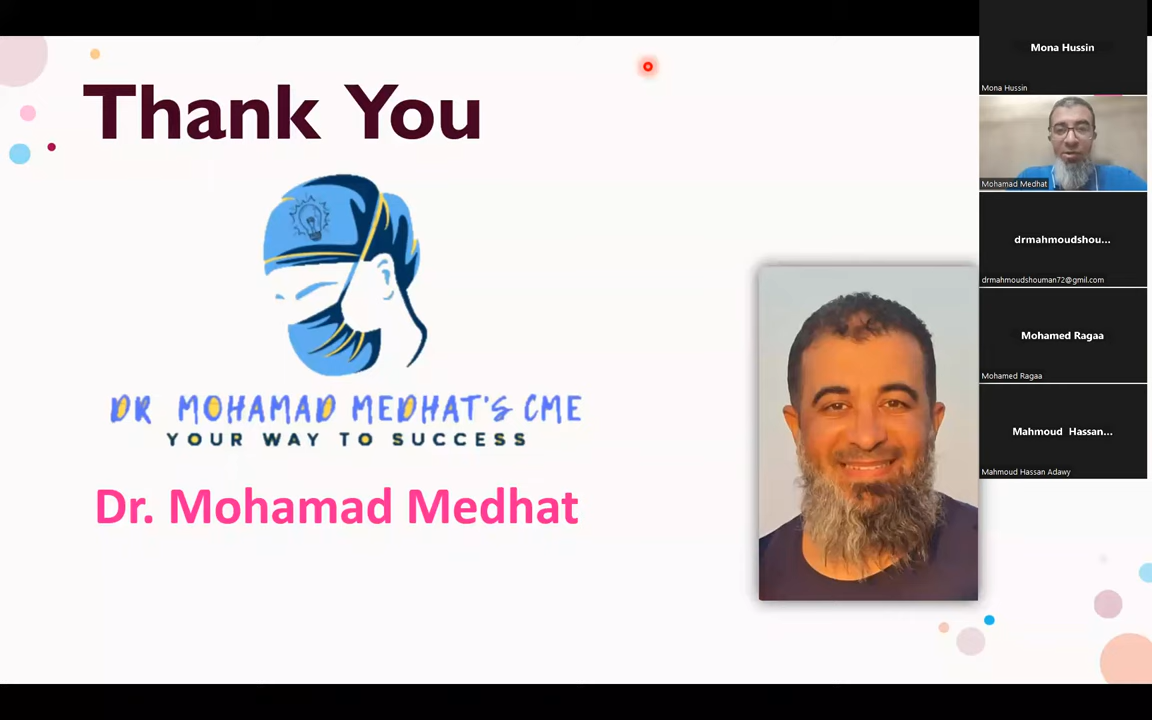 Thank You
DR MOHAMAD MEDHAT'S CME
YOUR WAY TO SUCCESS
Dr. Mohamad Medhat
Mona Hussin
Mona Hussin
Mohamad Medhat
drmahmoudshou...
drmahmoudshouman72@gmil.com
Mohamed Ragaa
Mohamed Ragaa
Mahmoud Hassan...
Mahmoud Hassan Adawy